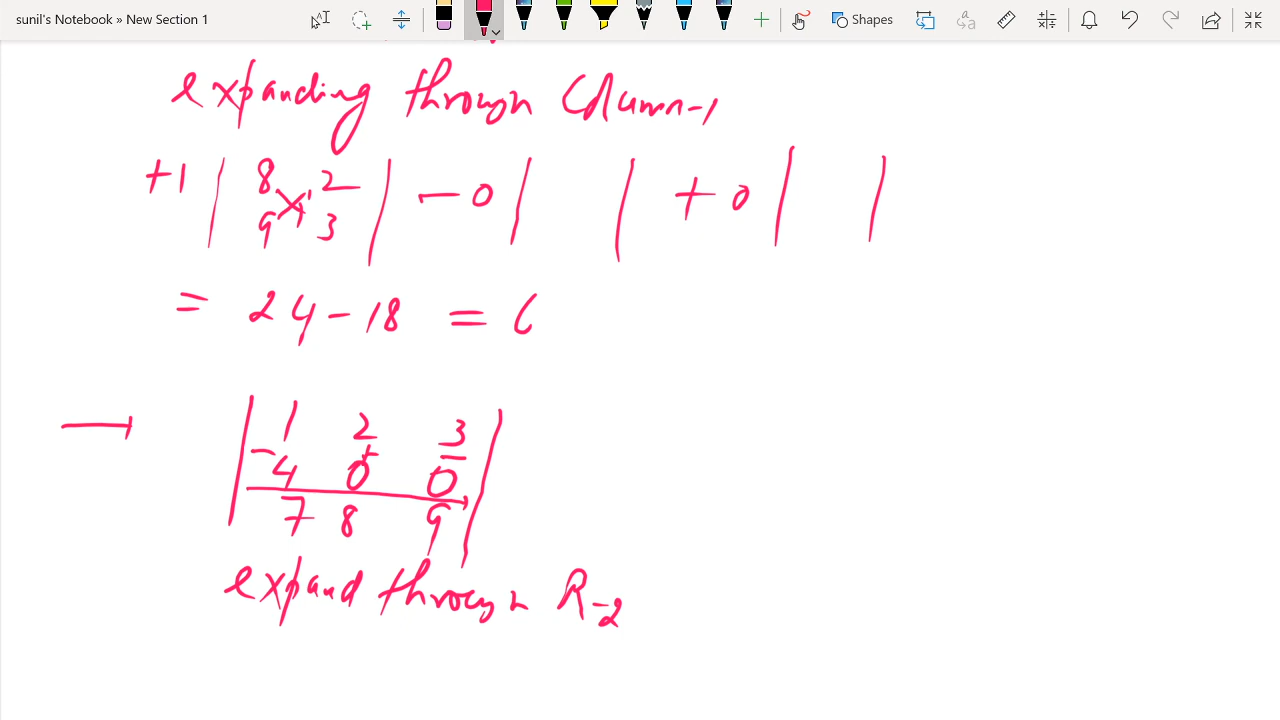 sunil's Notebook » New Section 1
Shapes
expanding through Column-1
+1 | 8 2 | - 0 | | + 0 | |
9 3
= 24 - 18 = 6
→ | 1 2 3 |
- + -
4 0 0
7 8 9
expand through R-2